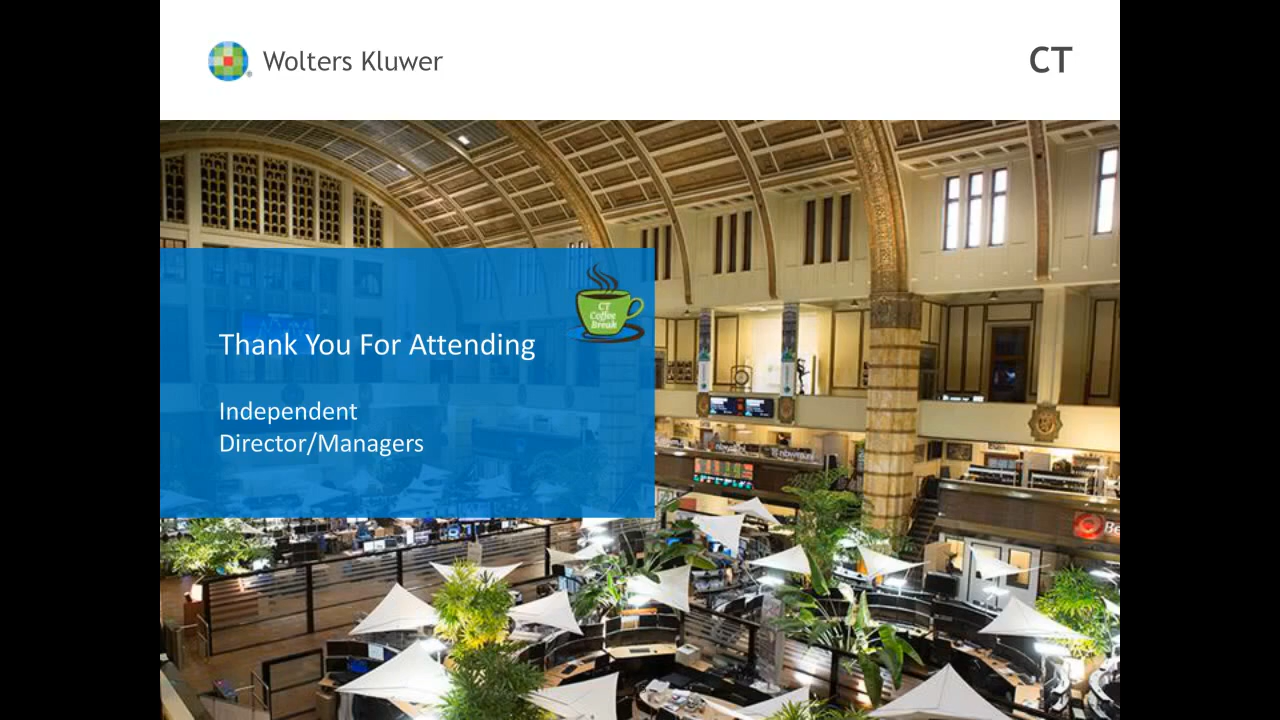 Wolters Kluwer
CT
CT
Coffee
Break
Thank You For Attending
Independent
Director/Managers